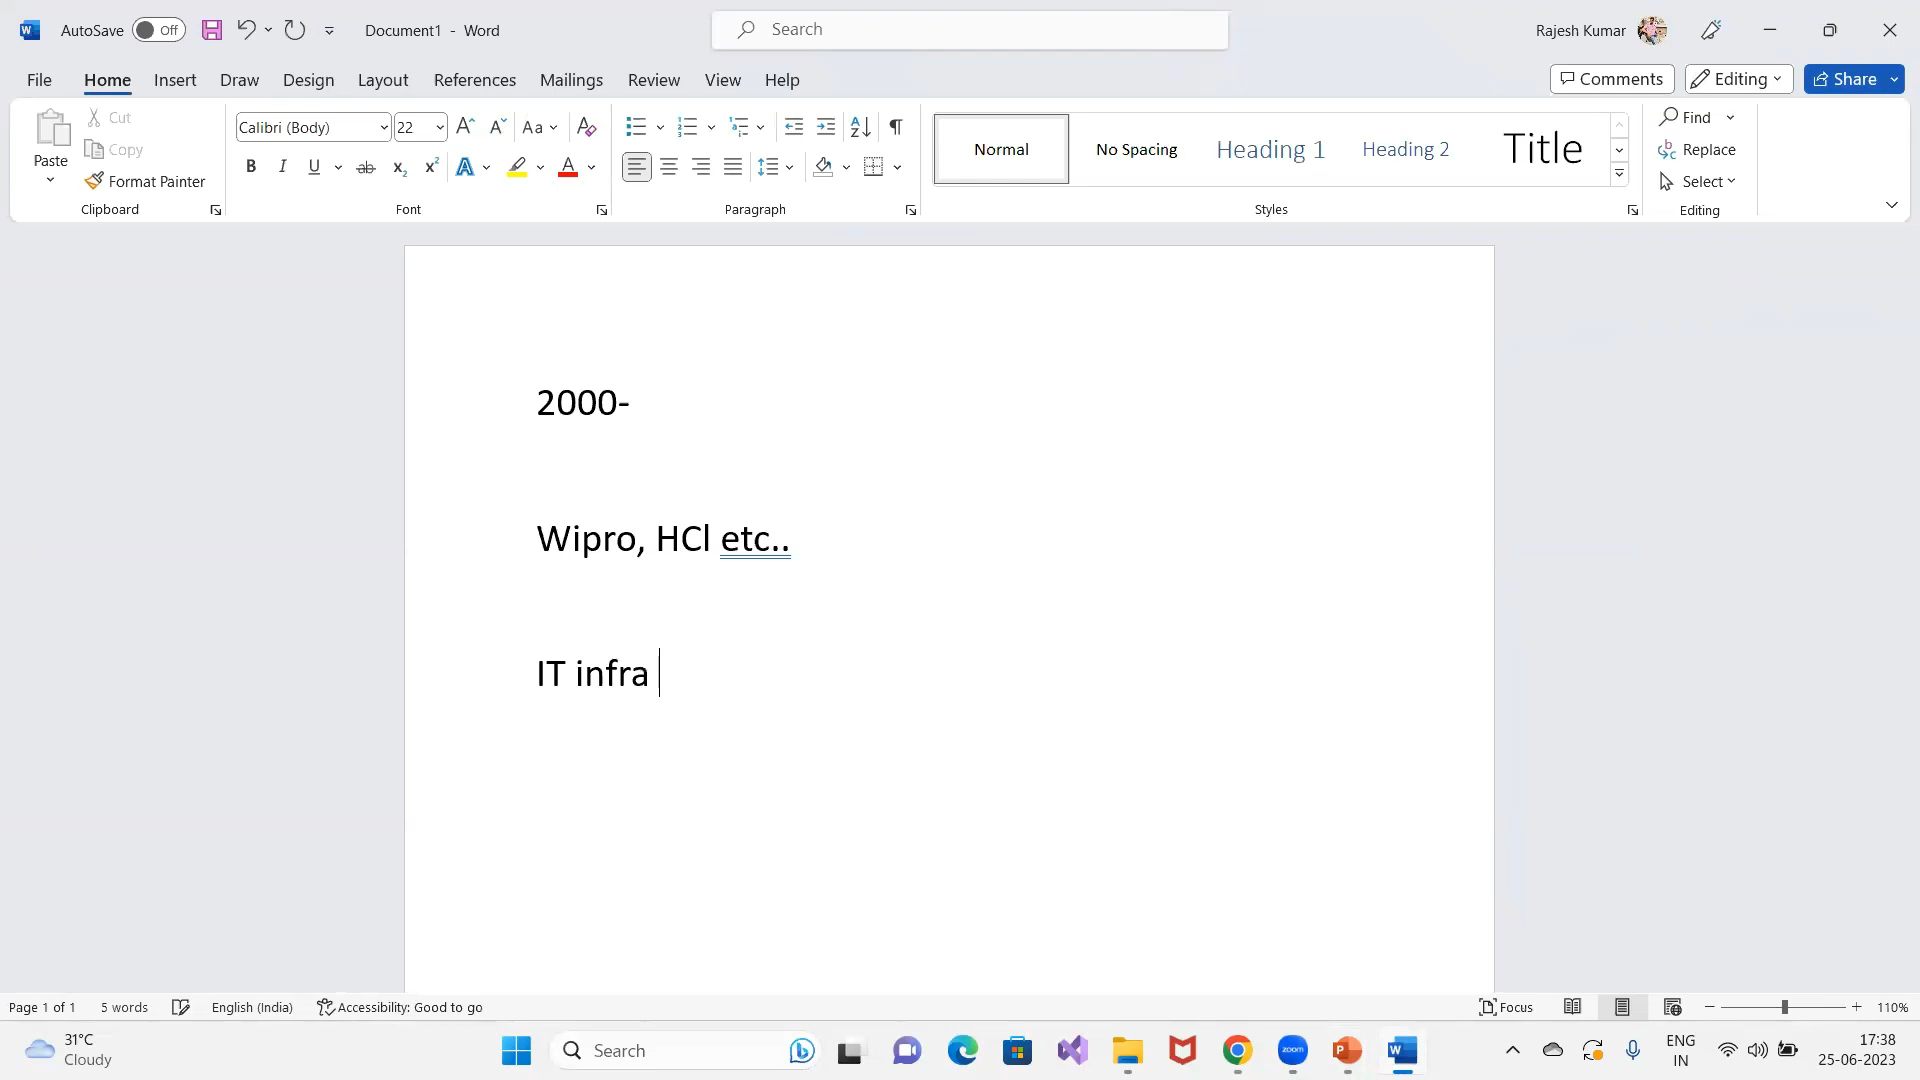 AutoSave Off Document1 - Word Search Rajesh Kumar
File Home Insert Draw Design Layout References Mailings Review View Help Comments Editing Share
Paste Cut Copy Format Painter Clipboard
Calibri (Body) 22 Aa
B I U ab x₂ x² A A
Font
Paragraph
Normal No Spacing Heading 1 Heading 2 Title
Styles
Find
Replace
Select
Editing
2000-
Wipro, HCl etc..
IT infra
Page 1 of 1 5 words English (India) Accessibility: Good to go Focus 110%
31°C
Cloudy
Search
zoom
ENG
IN
17:38
25-06-2023